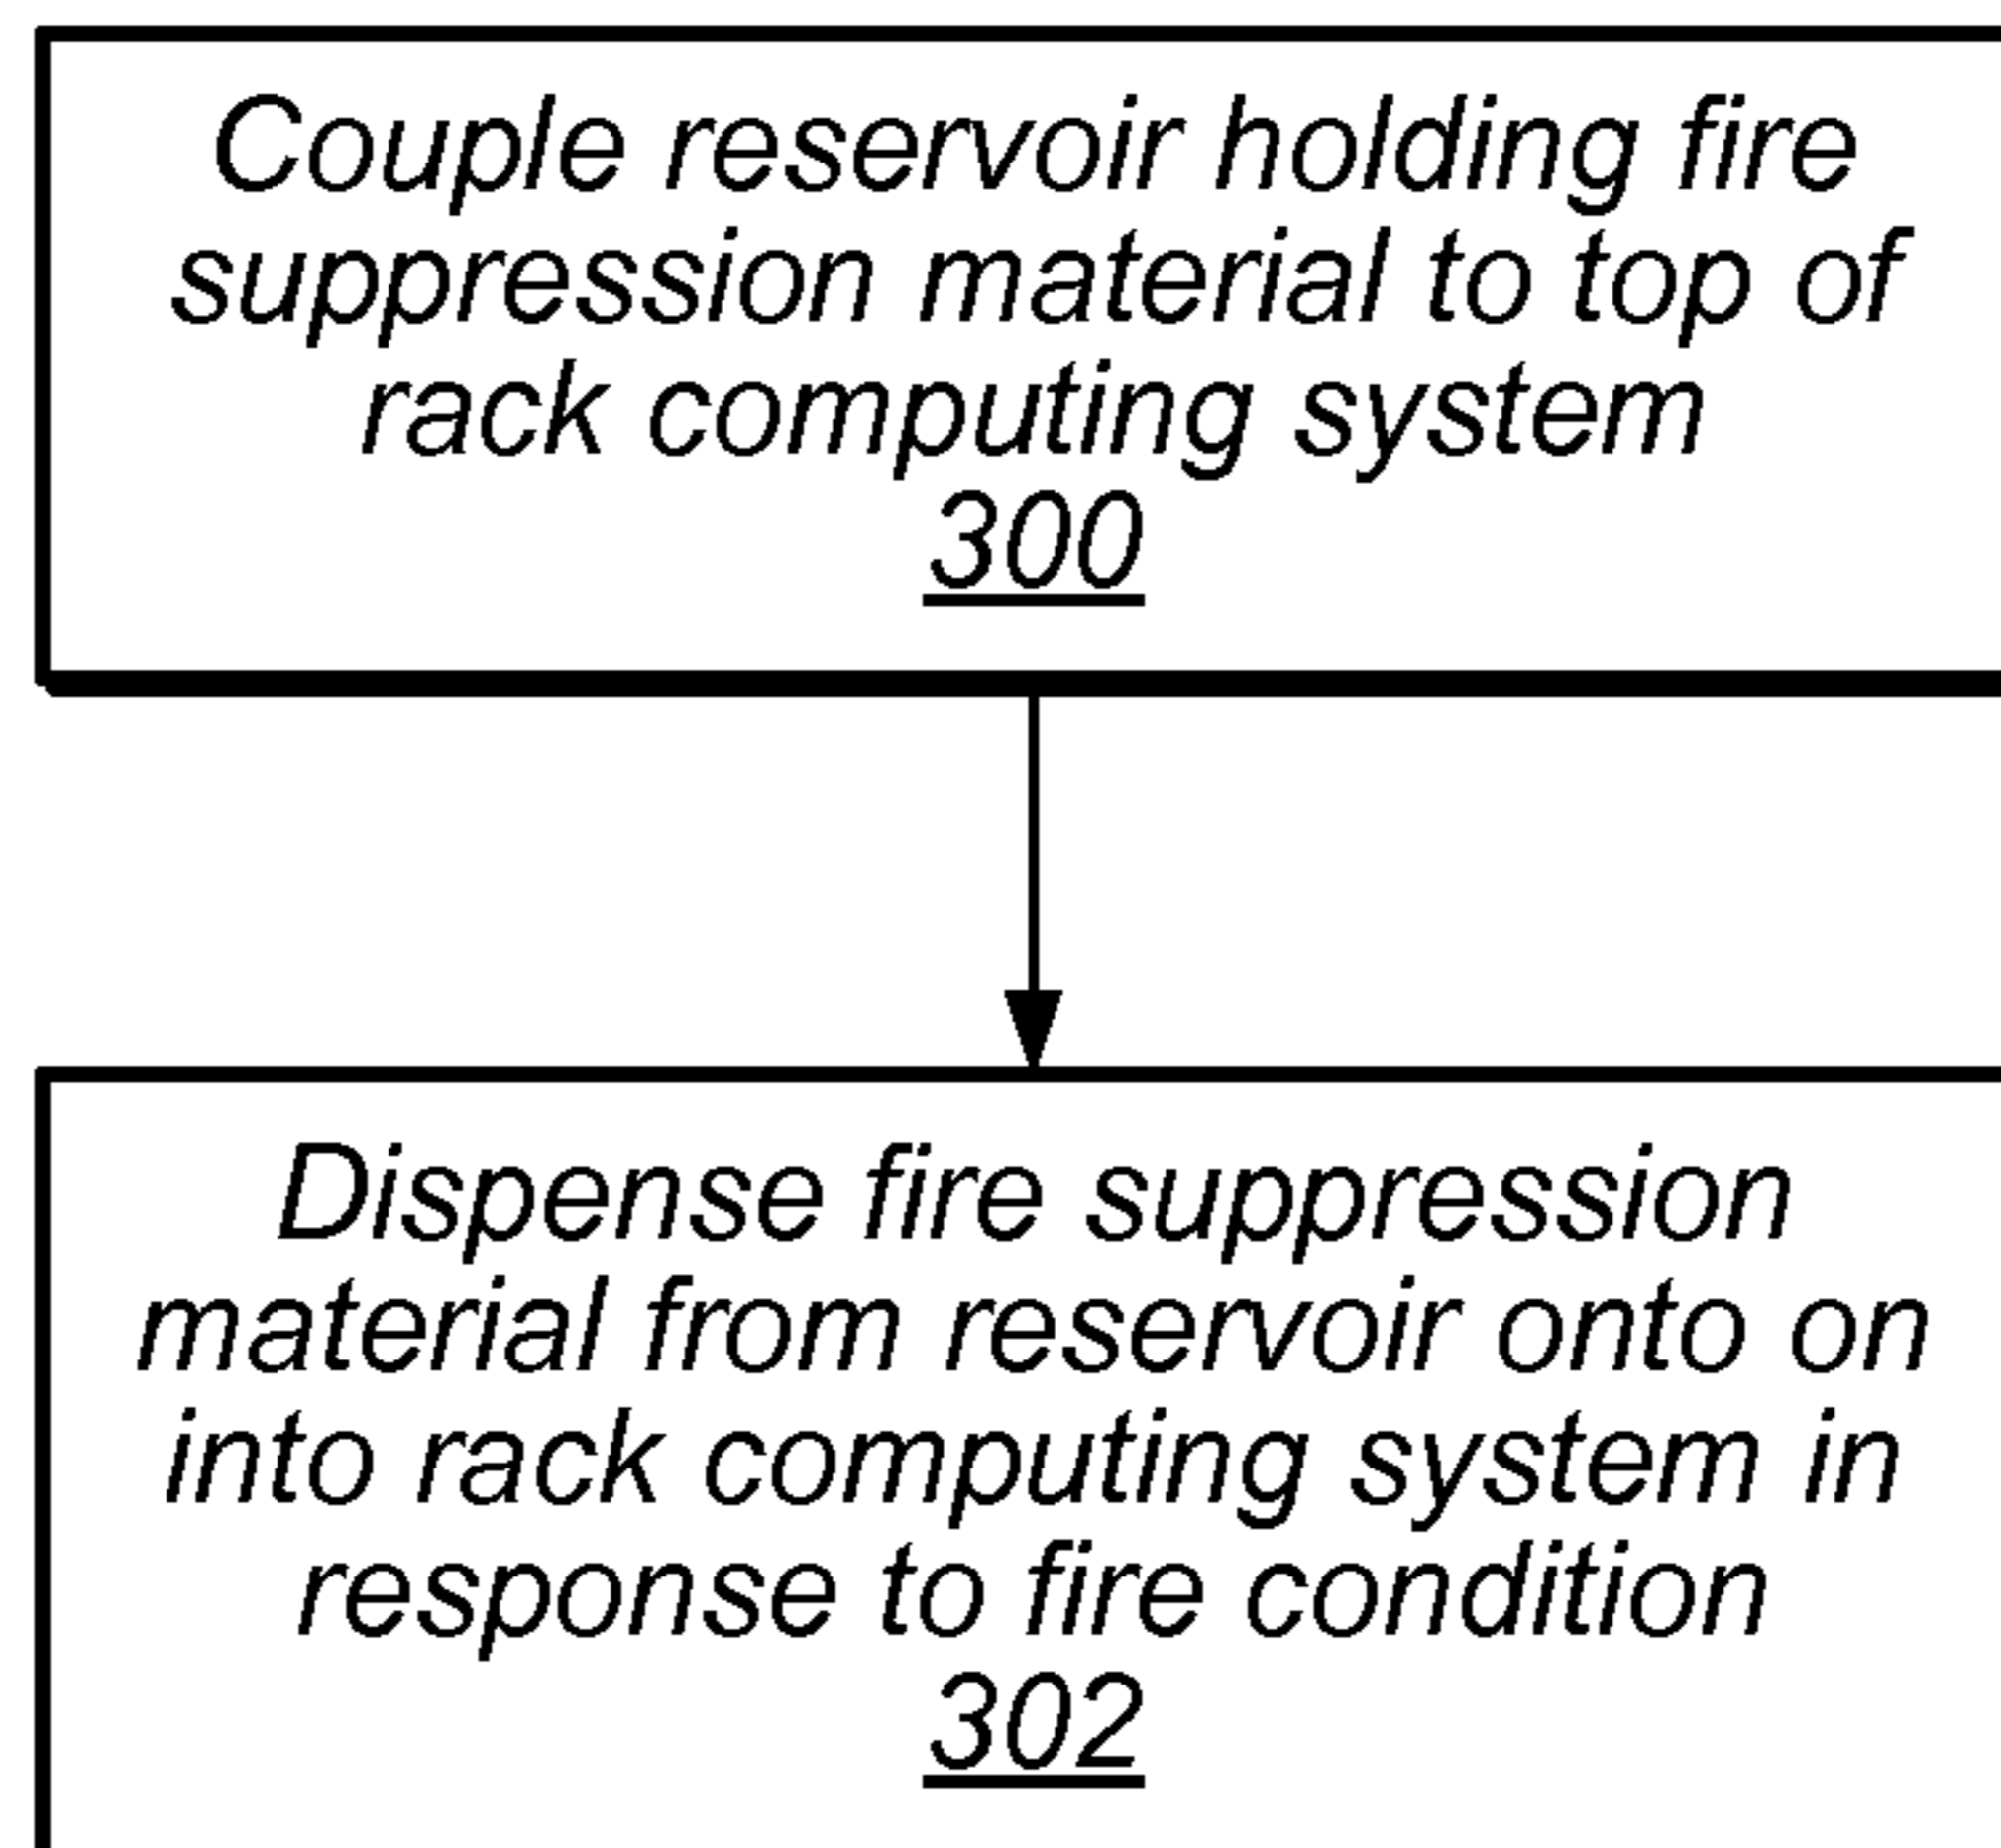 Couple reservoir holding fire
suppression material to top of
rack computing system
300
Dispense fire suppression
material from reservoir onto on
into rack computing system in
response to fire condition
302